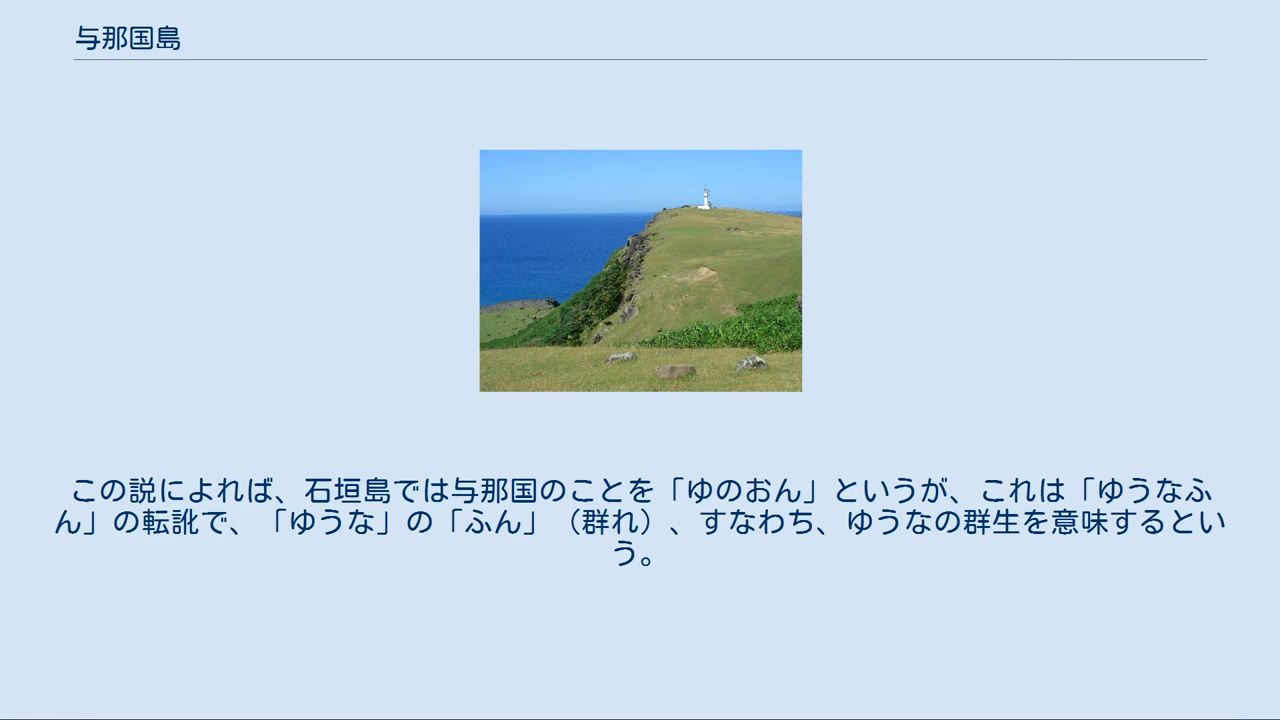 与那国島
この説によれば、石垣島では与那国のことを「ゆのおん」というが、これは「ゆうなふ
ん」の転訛で、「ゆうな」の「ふん」（群れ）、すなわち、ゆうなの群生を意味するとい
う。